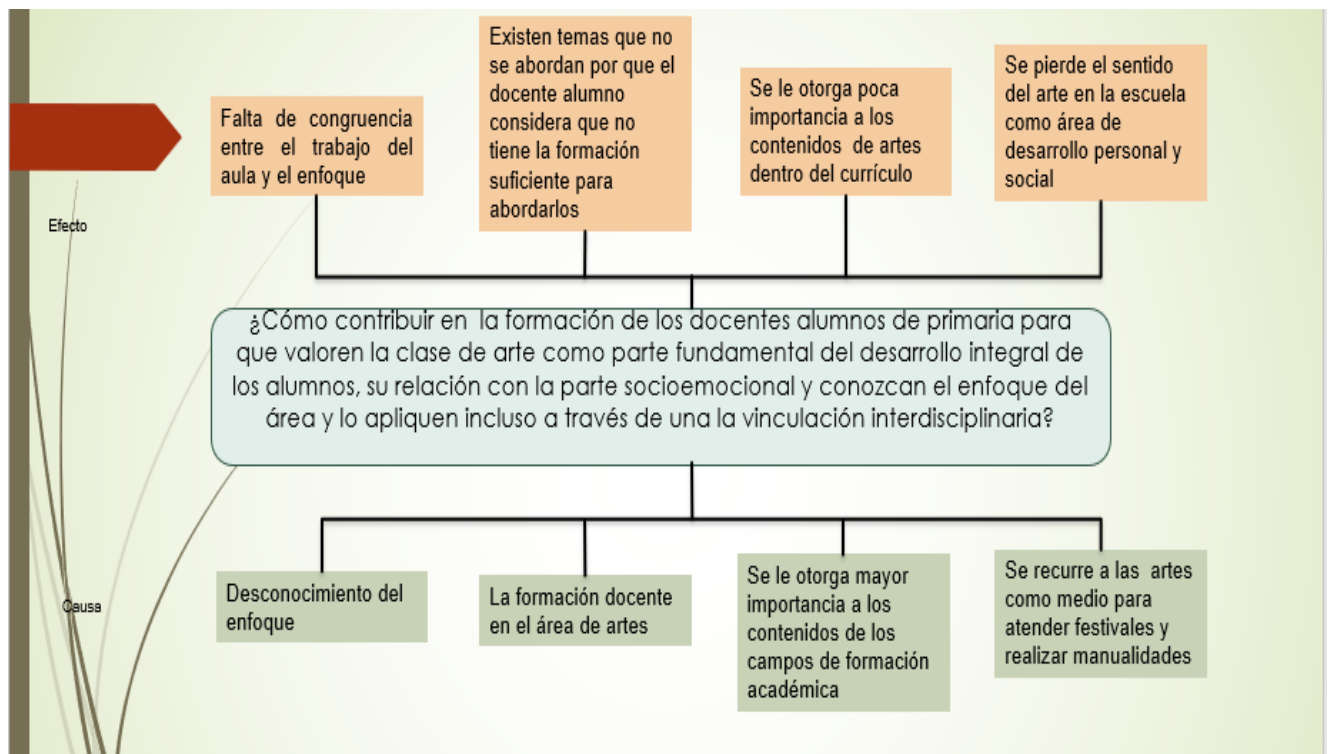 Falta de congruencia
entre el trabajo del
aula y el enfoque
Existen temas que no
se abordan por que el
docente alumno
considera que no
tiene la formación
suficiente para
abordarlos
Se le otorga poca
importancia a los
contenidos de artes
dentro del currículo
Se pierde el sentido
del arte en la escuela
como área de
desarrollo personal y
social
Efecto
¿Cómo contribuir en la formación de los docentes alumnos de primaria para
que valoren la clase de arte como parte fundamental del desarrollo integral de
los alumnos, su relación con la parte socioemocional y conozcan el enfoque del
área y lo apliquen incluso a través de una la vinculación interdisciplinaria?
Causa
Desconocimiento del
enfoque
La formación docente
en el área de artes
Se le otorga mayor
importancia a los
contenidos de los
campos de formación
académica
Se recurre a las artes
como medio para
atender festivales y
realizar manualidades